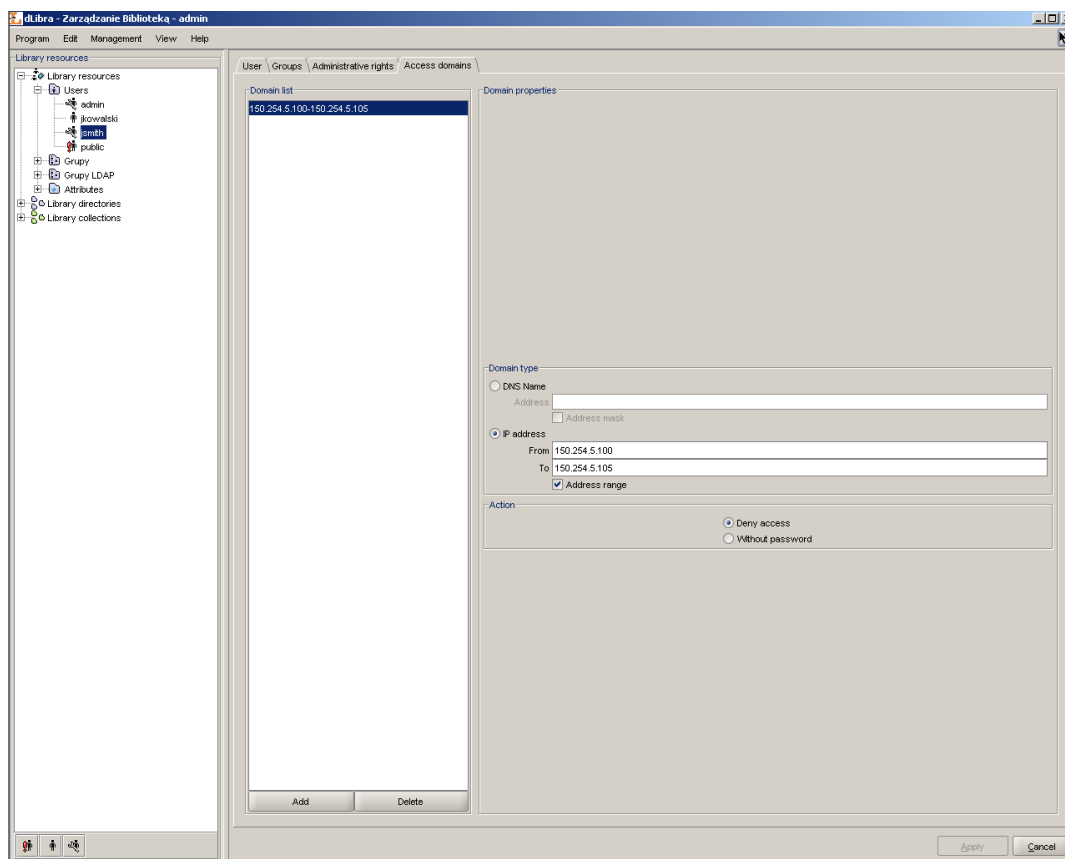 dLibra - Zarządzanie Biblioteką - admin
Program Edit Management View Help
Library resources
Library resources
Users
admin
jkowalski
jsmith
public
Grupy
Grupy LDAP
Attributes
Library directories
Library collections
User Groups Administrative rights Access domains
Domain list
150.254.5.100-150.254.5.105
Add Delete
Domain properties
Domain type
DNS Name
Address
Address mask
IP address
From 150.254.5.100
To 150.254.5.105
Address range
Action
Deny access
Without password
Apply Cancel